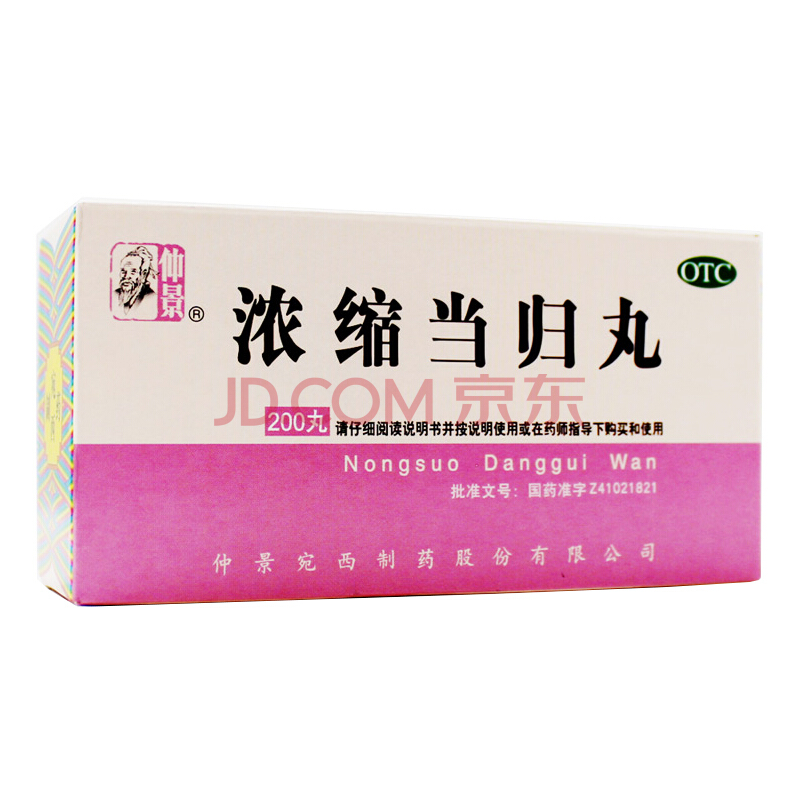 仲景
®
OTC
浓缩当归丸
JD.COM 京东
200丸 请仔细阅读说明书并按说明使用或在药师指导下购买和使用
Nongsuo Danggui Wan
批准文号：国药准字Z41021821
仲景宛西制药股份有限公司